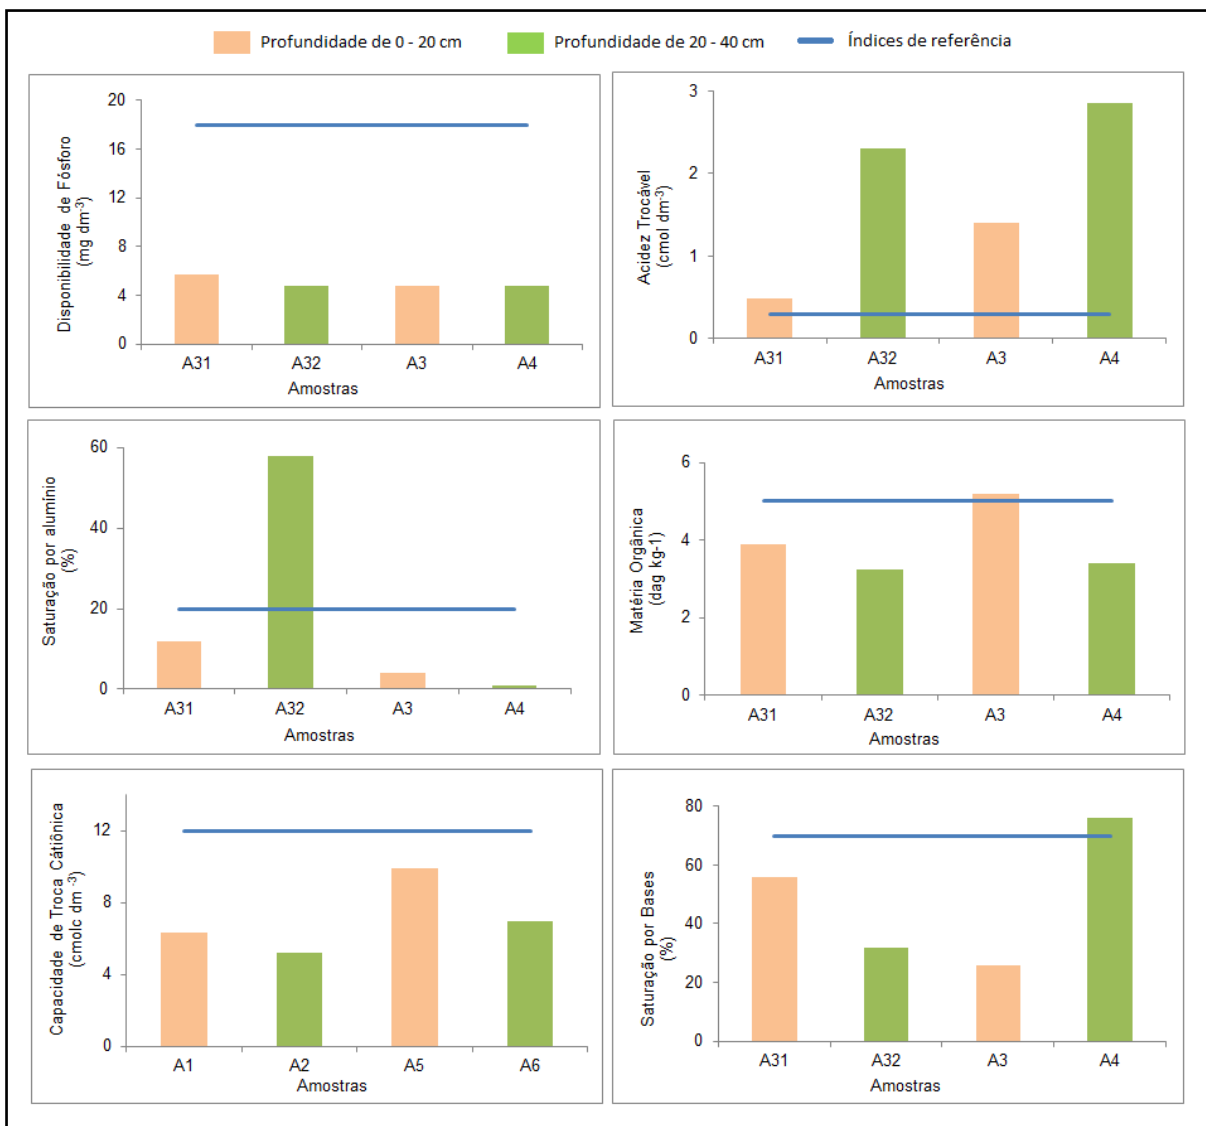 Profundidade de 0 - 20 cm
Profundidade de 20 - 40 cm
Índices de referência
Disponibilidade de Fósforo
(mg dm-3)
20
16
12
8
4
0
A31 A32 A3 A4
Amostras
Acidez Trocável
(cmol dm-3)
3
2
1
0
A31 A32 A3 A4
Amostras
Saturação por alumínio
(%)
60
40
20
0
A31 A32 A3 A4
Amostras
Matéria Orgânica
(dag kg-1)
6
4
2
0
A31 A32 A3 A4
Amostras
Capacidade de Troca Cátiônica
(cmolc dm -3)
12
8
4
0
A1 A2 A5 A6
Amostras
Saturação por Bases
(%)
80
60
40
20
0
A31 A32 A3 A4
Amostras